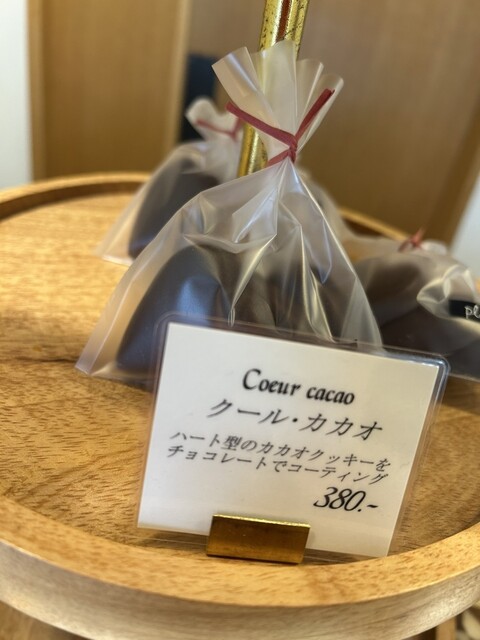 Coeur cacao
クール・カカオ
ハート型のカカオクッキーを
チョコレートでコーティング
380.-